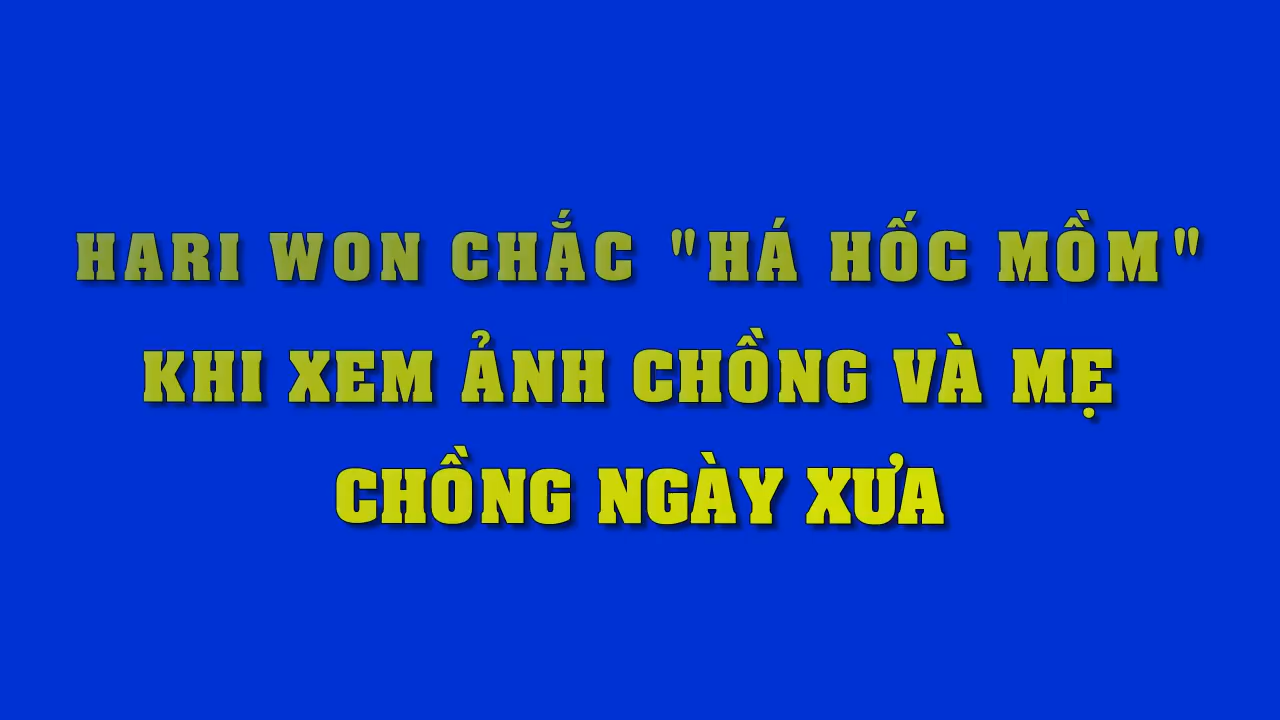 HARI WON CHẮC "HÁ HỐC MỒM"
KHI XEM ẢNH CHỒNG VÀ MẸ
CHỒNG NGÀY XƯA